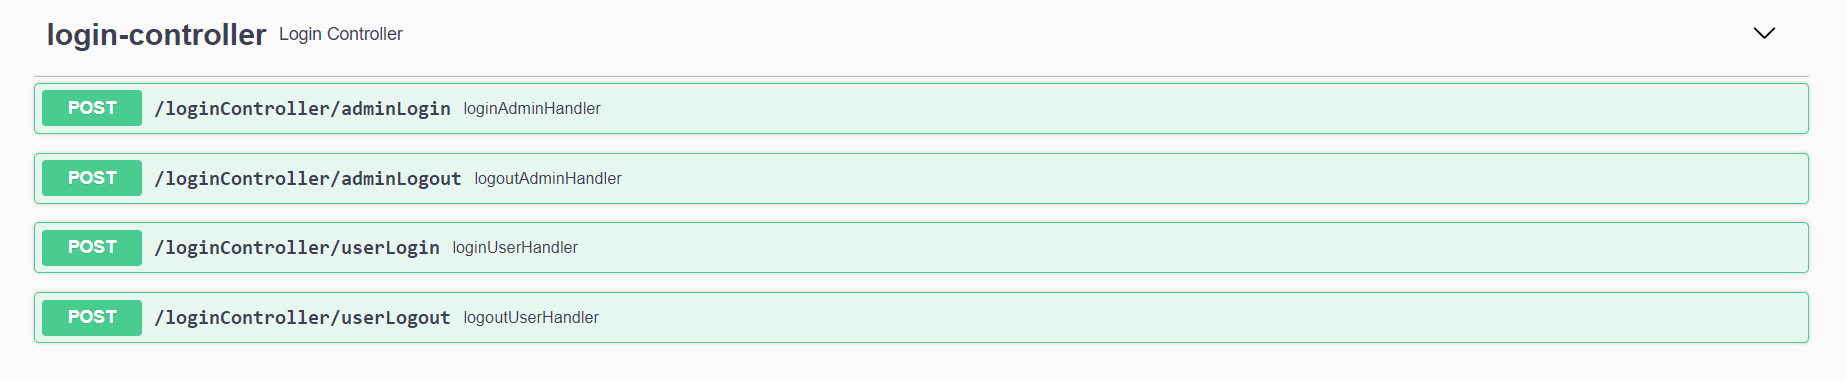 login-controller Login Controller
POST /loginController/adminLogin loginAdminHandler
POST /loginController/adminLogout logoutAdminHandler
POST /loginController/userLogin loginUserHandler
POST /loginController/userLogout logoutUserHandler